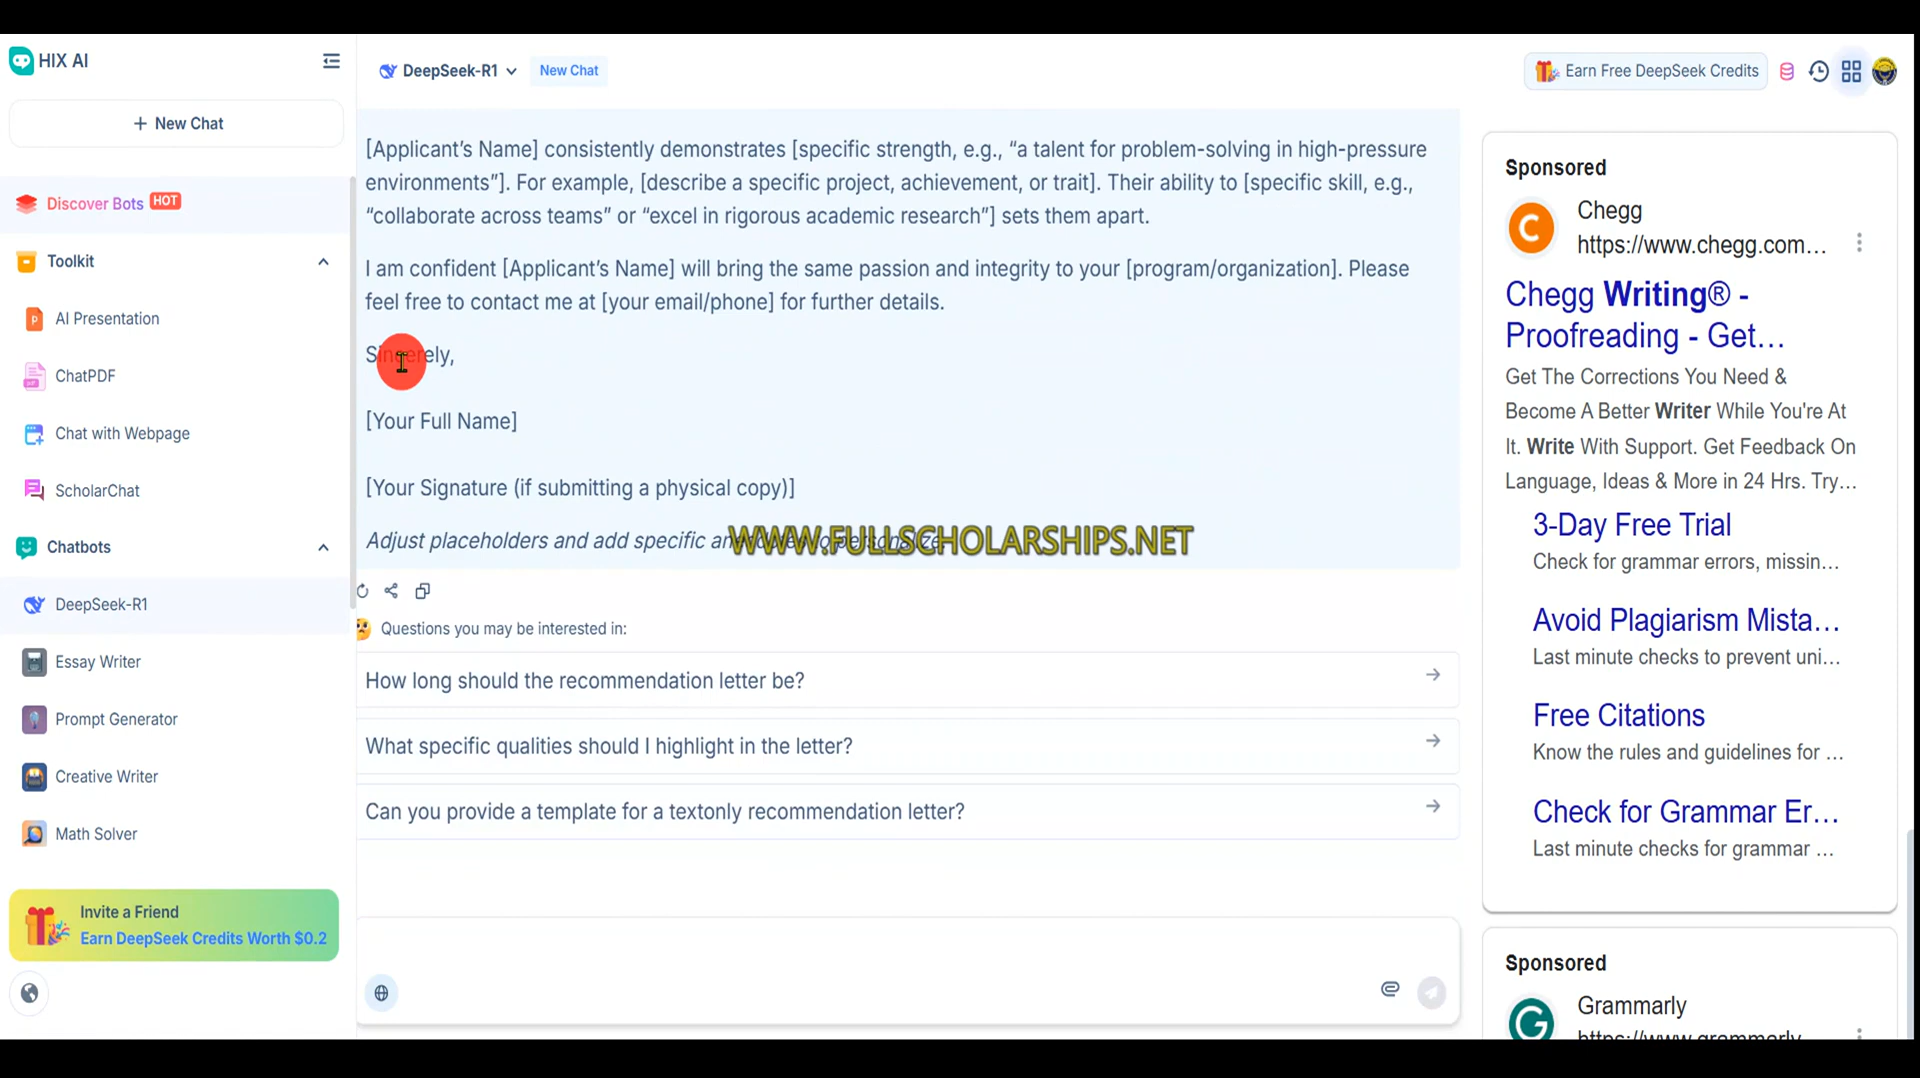 HIX AI
DeepSeek-R1
New Chat
Earn Free DeepSeek Credits
+ New Chat
Discover Bots HOT
Toolkit
AI Presentation
ChatPDF
Chat with Webpage
ScholarChat
Chatbots
DeepSeek-R1
Essay Writer
Prompt Generator
Creative Writer
Math Solver
Invite a Friend
Earn DeepSeek Credits Worth $0.2
[Applicant’s Name] consistently demonstrates [specific strength, e.g., “a talent for problem-solving in high-pressure
environments”]. For example, [describe a specific project, achievement, or trait]. Their ability to [specific skill, e.g.,
“collaborate across teams” or “excel in rigorous academic research”] sets them apart.
I am confident [Applicant’s Name] will bring the same passion and integrity to your [program/organization]. Please
feel free to contact me at [your email/phone] for further details.
Sincerely,
[Your Full Name]
[Your Signature (if submitting a physical copy)]
Adjust placeholders and add specific
WWW.FULLSCHOLARSHIPS.NET
Questions you may be interested in:
How long should the recommendation letter be?
What specific qualities should I highlight in the letter?
Can you provide a template for a textonly recommendation letter?
Sponsored
Chegg
https://www.chegg.com...
Chegg Writing® -
Proofreading - Get...
Get The Corrections You Need &
Become A Better Writer While You're At
It. Write With Support. Get Feedback On
Language, Ideas & More in 24 Hrs. Try...
3-Day Free Trial
Check for grammar errors, missin...
Avoid Plagiarism Mista...
Last minute checks to prevent uni...
Free Citations
Know the rules and guidelines for ...
Check for Grammar Er...
Last minute checks for grammar ...
Sponsored
Grammarly
https://www.grammarly